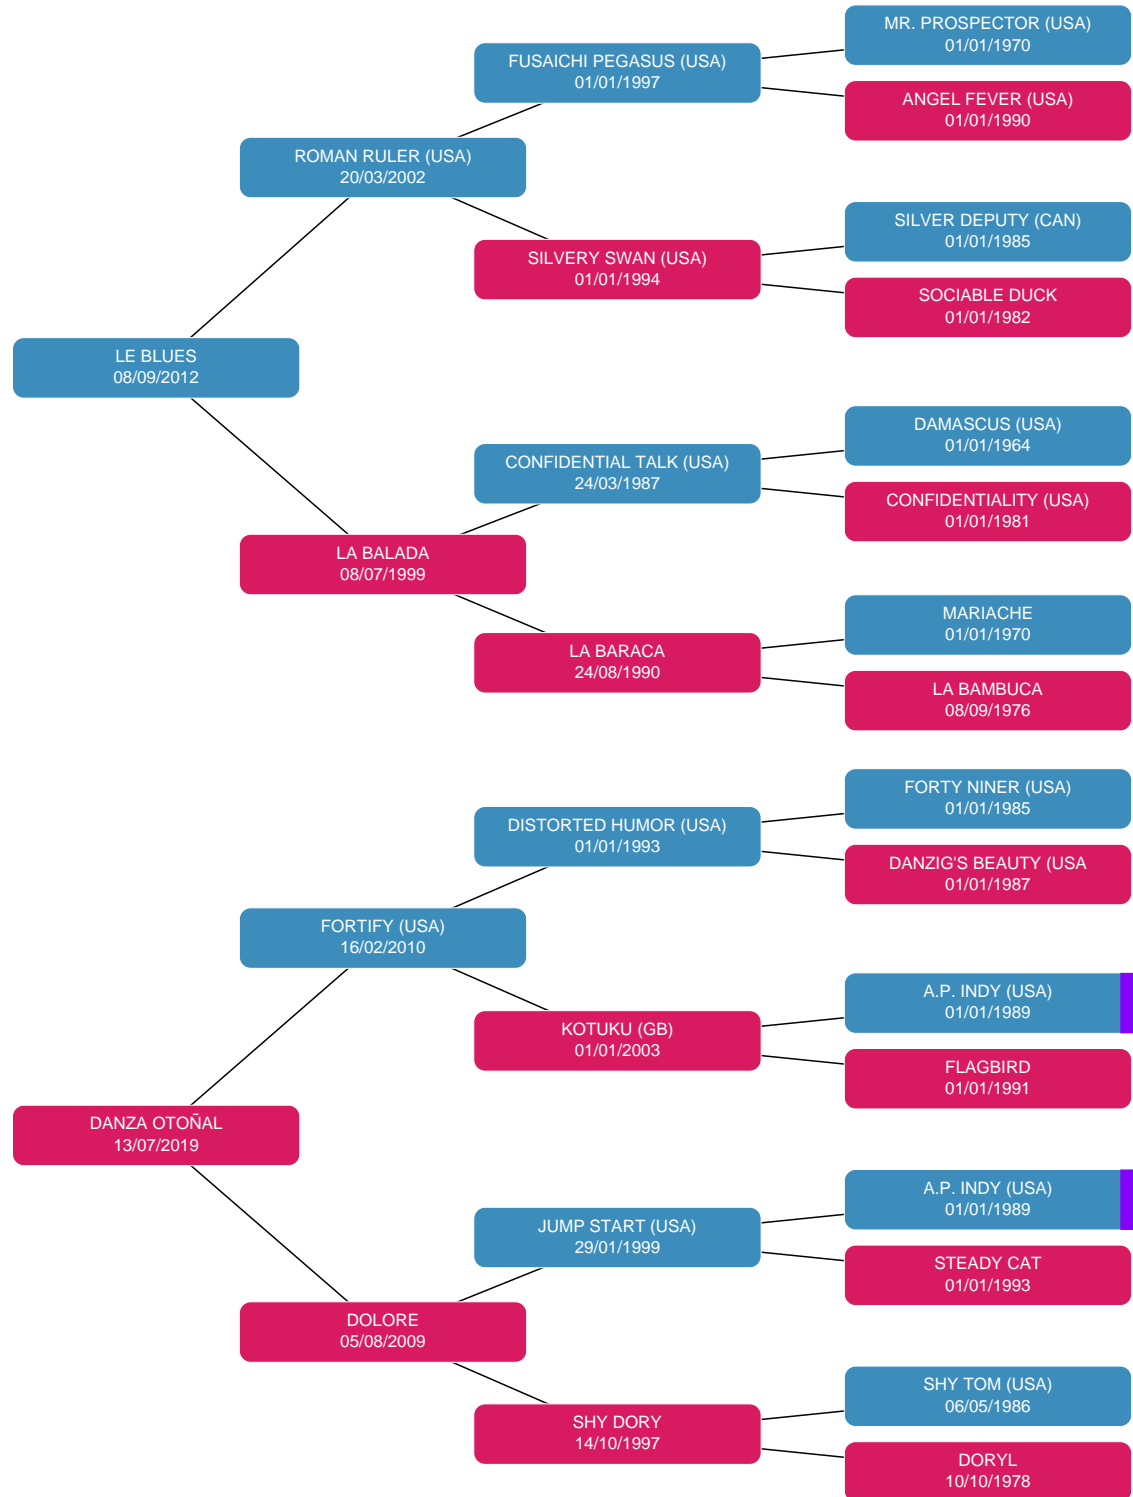 MR. PROSPECTOR (USA)
01/01/1970
FUSAICHI PEGASUS (USA)
01/01/1997
ANGEL FEVER (USA)
01/01/1990
ROMAN RULER (USA)
20/03/2002
SILVER DEPUTY (CAN)
01/01/1985
SILVERY SWAN (USA)
01/01/1994
SOCIABLE DUCK
01/01/1982
LE BLUES
08/09/2012
DAMASCUS (USA)
01/01/1964
CONFIDENTIAL TALK (USA)
24/03/1987
CONFIDENTIALITY (USA)
01/01/1981
LA BALADA
08/07/1999
MARIACHE
01/01/1970
LA BARACA
24/08/1990
LA BAMBUCA
08/09/1976
FORTY NINER (USA)
01/01/1985
DISTORTED HUMOR (USA)
01/01/1993
DANZIG'S BEAUTY (USA
01/01/1987
FORTIFY (USA)
16/02/2010
A.P. INDY (USA)
01/01/1989
KOTUKU (GB)
01/01/2003
FLAGBIRD
01/01/1991
DANZA OTOÑAL
13/07/2019
A.P. INDY (USA)
01/01/1989
JUMP START (USA)
29/01/1999
STEADY CAT
01/01/1993
DOLORE
05/08/2009
SHY TOM (USA)
06/05/1986
SHY DORY
14/10/1997
DORYL
10/10/1978